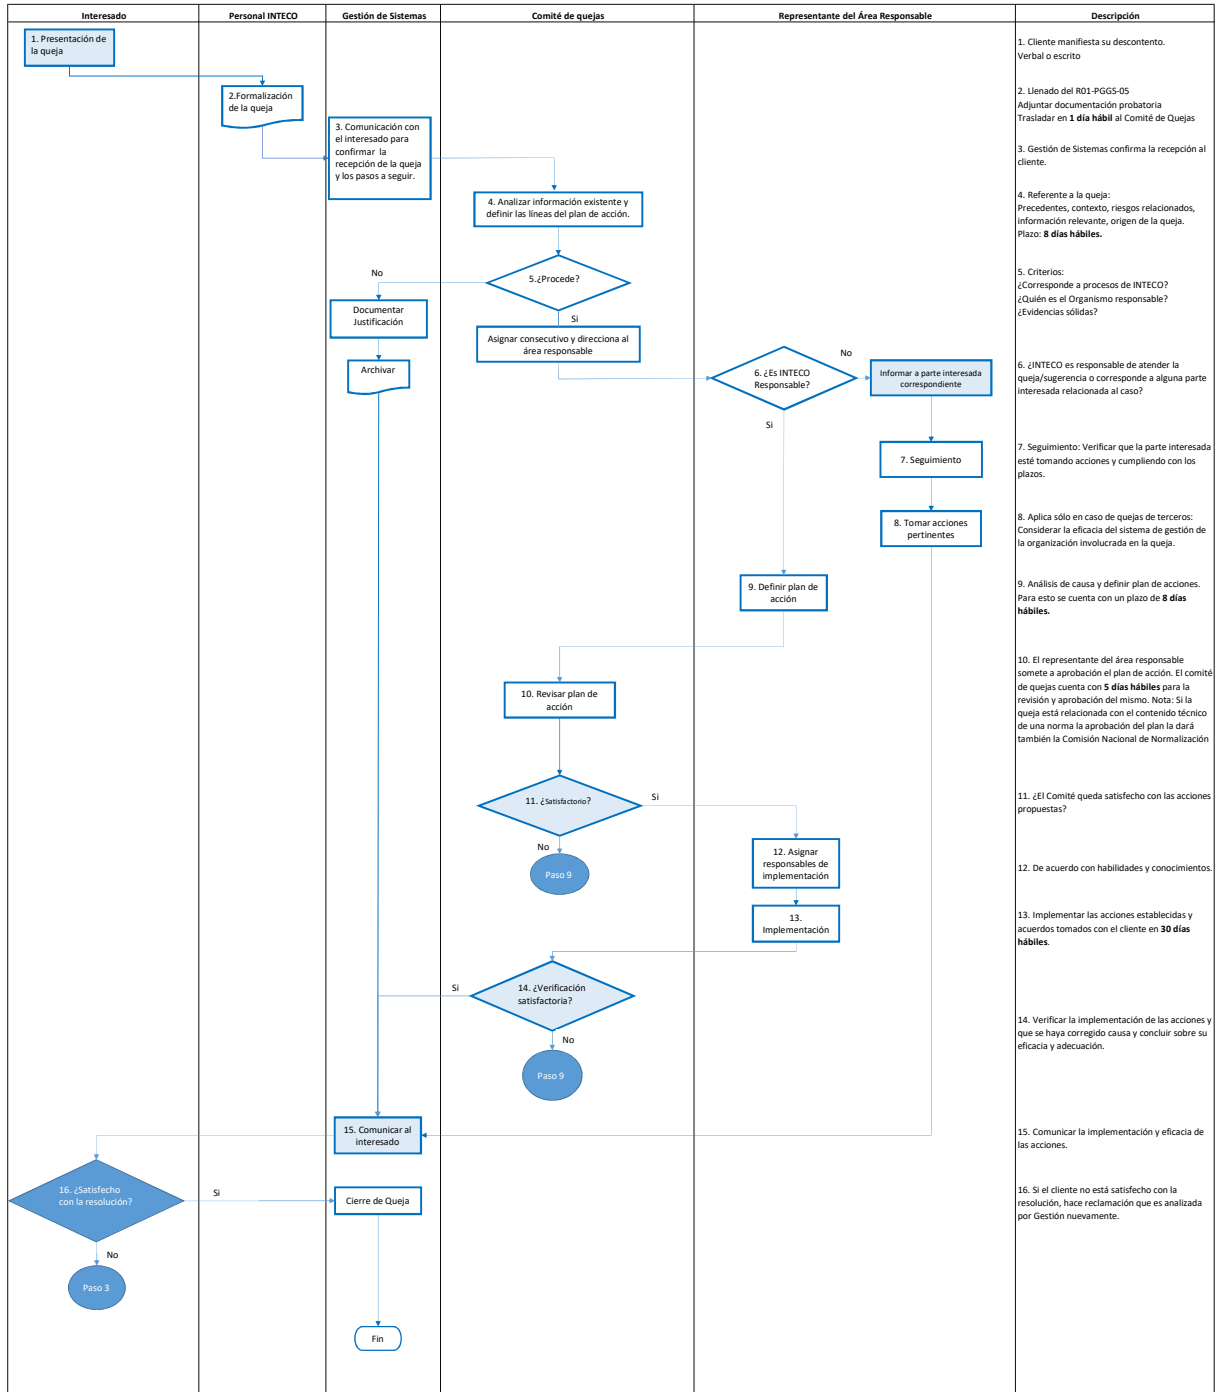 Interesado
Personal INTECO
Gestión de Sistemas
Comité de quejas
Representante del Área Responsable
Descripción
1. Presentación de
la queja
1. Cliente manifiesta su descontento.
Verbal o escrito
2.Formalización
de la queja
2. Llenado del R01-PGGS-05
Adjuntar documentación probatoria
Trasladar en 1 día hábil al Comité de Quejas
3. Comunicación con
el interesado para
confirmar la
recepción de la queja
y los pasos a seguir.
3. Gestión de Sistemas confirma la recepción al
cliente.
4. Analizar información existente y
definir las líneas del plan de acción.
4. Referente a la queja:
Precedentes, contexto, riesgos relacionados,
información relevante, origen de la queja.
Plazo: 8 días hábiles.
5.¿Procede?
No
Si
5. Criterios:
¿Corresponde a procesos de INTECO?
¿Quién es el Organismo responsable?
¿Evidencias sólidas?
Documentar
Justificación
Asignar consecutivo y direcciona al
área responsable
Archivar
6. ¿Es INTECO
Responsable?
No
Si
Informar a parte interesada
correspondiente
6. ¿INTECO es responsable de atender la
queja/sugerencia o corresponde a alguna parte
interesada relacionada al caso?
7. Seguimiento
7. Seguimiento: Verificar que la parte interesada
esté tomando acciones y cumpliendo con los
plazos.
8. Tomar acciones
pertinentes
8. Aplica sólo en caso de quejas de terceros:
Considerar la eficacia del sistema de gestión de
la organización involucrada en la queja.
9. Definir plan de
acción
9. Análisis de causa y definir plan de acciones.
Para esto se cuenta con un plazo de 8 días
hábiles.
10. Revisar plan de
acción
10. El representante del área responsable
somete a aprobación el plan de acción. El comité
de quejas cuenta con 5 días hábiles para la
revisión y aprobación del mismo. Nota: Si la
queja está relacionada con el contenido técnico
de una norma la aprobación del plan la dará
también la Comisión Nacional de Normalización
11. ¿Satisfactorio?
Si
No
Paso 9
11. ¿El Comité queda satisfecho con las acciones
propuestas?
12. Asignar
responsables de
implementación
12. De acuerdo con habilidades y conocimientos.
13.
Implementación
13. Implementar las acciones establecidas y
acuerdos tomados con el cliente en 30 días
hábiles.
14. ¿Verificación
satisfactoria?
Si
No
Paso 9
14. Verificar la implementación de las acciones y
que se haya corregido causa y concluir sobre su
eficacia y adecuación.
15. Comunicar al
interesado
15. Comunicar la implementación y eficacia de
las acciones.
16. ¿Satisfecho
con la resolución?
Si
No
Paso 3
Cierre de Queja
16. Si el cliente no está satisfecho con la
resolución, hace reclamación que es analizada
por Gestión nuevamente.
Fin